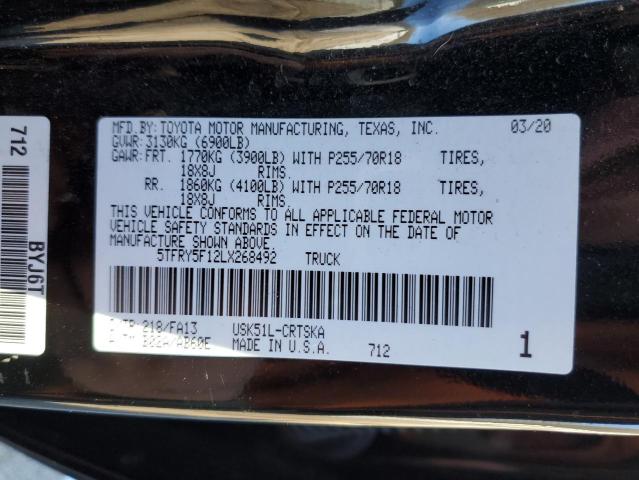 MFD.BY:TOYOTA MOTOR MANUFACTURING, TEXAS, INC. 03/20
GVWR:3130KG (6900LB)
GAWR:FRT. 1770KG (3900LB) WITH P255/70R18 TIRES,
18X8J RIMS.
RR. 1860KG (4100LB) WITH P255/70R18 TIRES,
18X8J RIMS.
THIS VEHICLE CONFORMS TO ALL APPLICABLE FEDERAL MOTOR
VEHICLE SAFETY STANDARDS IN EFFECT ON THE DATE OF
MANUFACTURE SHOWN ABOVE.
5TFRY5F12LX268492 TRUCK
218/FA13 USK51L-CRTSKA
MADE IN U.S.A. 712
1
712
BYJ6T